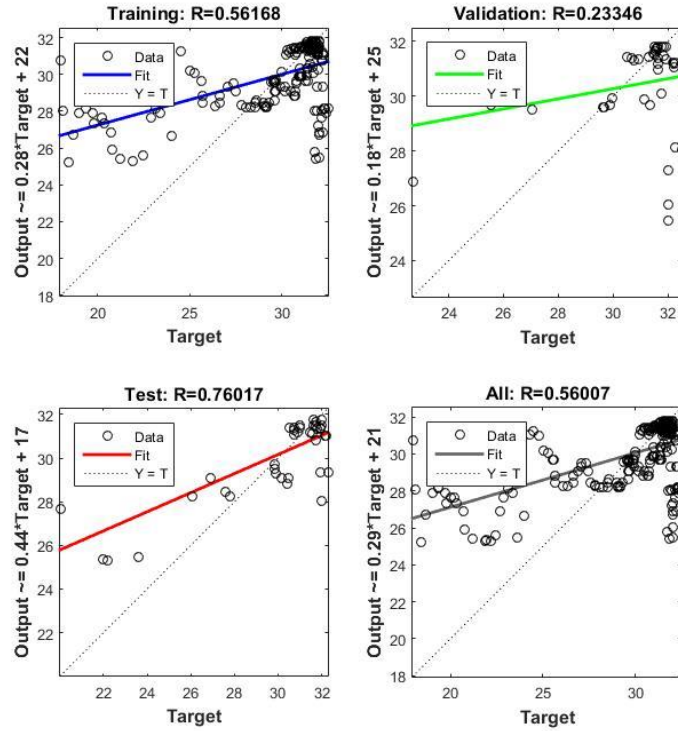 Training: R=0.56168
Output ~= 0.28*Target + 22
32
30
28
26
24
22
20
18
Data
Fit
Y = T
20
25
30
Target
Validation: R=0.23346
Output ~= 0.18*Target + 25
32
30
28
26
24
Data
Fit
Y = T
24
26
28
30
32
Target
Test: R=0.76017
Output ~= 0.44*Target + 17
32
30
28
26
24
22
Data
Fit
Y = T
22
24
26
28
30
32
Target
All: R=0.56007
Output ~= 0.29*Target + 21
32
30
28
26
24
22
20
18
Data
Fit
Y = T
20
25
30
Target